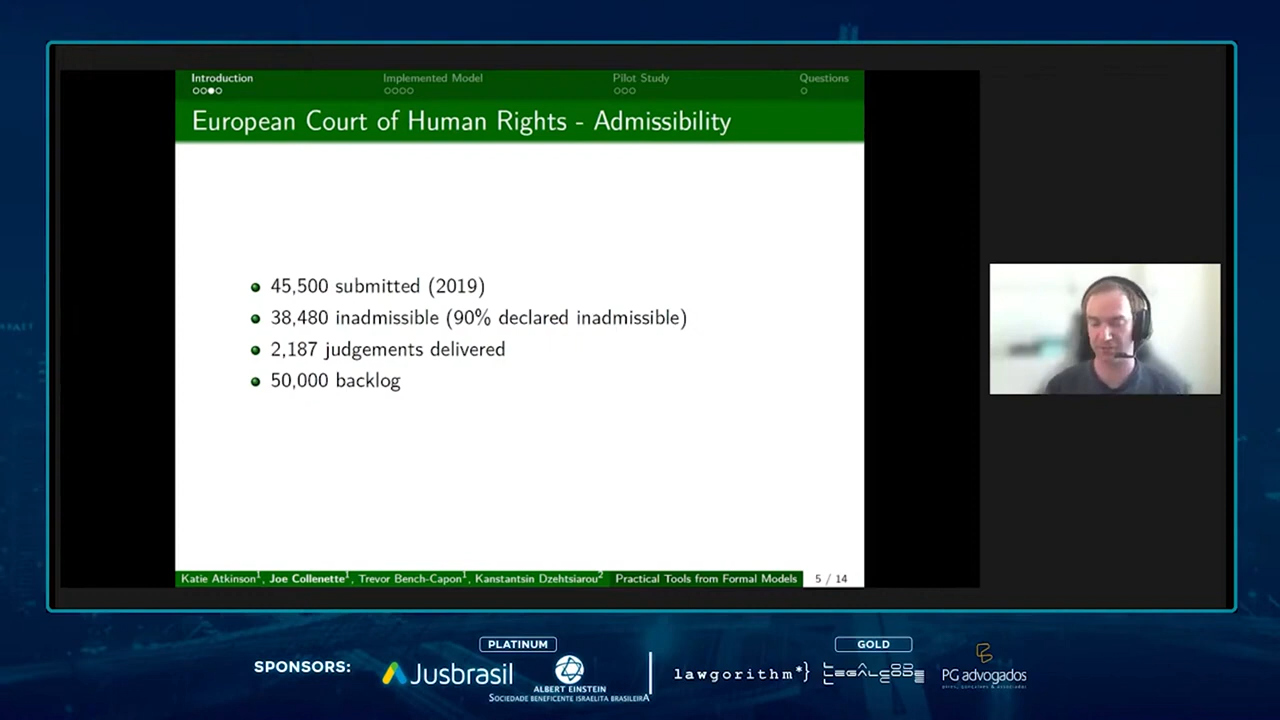 Introduction
Implemented Model
Pilot Study
Questions
European Court of Human Rights - Admissibility
45,500 submitted (2019)
38,480 inadmissible (90% declared inadmissible)
2,187 judgements delivered
50,000 backlog
Katie Atkinson1, Joe Collenette1, Trevor Bench-Capon1, Kanstantsin Dzehtsiarou2
Practical Tools from Formal Models
5 / 14
PLATINUM
GOLD
SPONSORS:
Jusbrasil
ALBERT EINSTEIN
SOCIEDADE BENEFICENTE ISRAELITA BRASILEIRA
lawgorithm*}
LEGALCODE
PG advogados